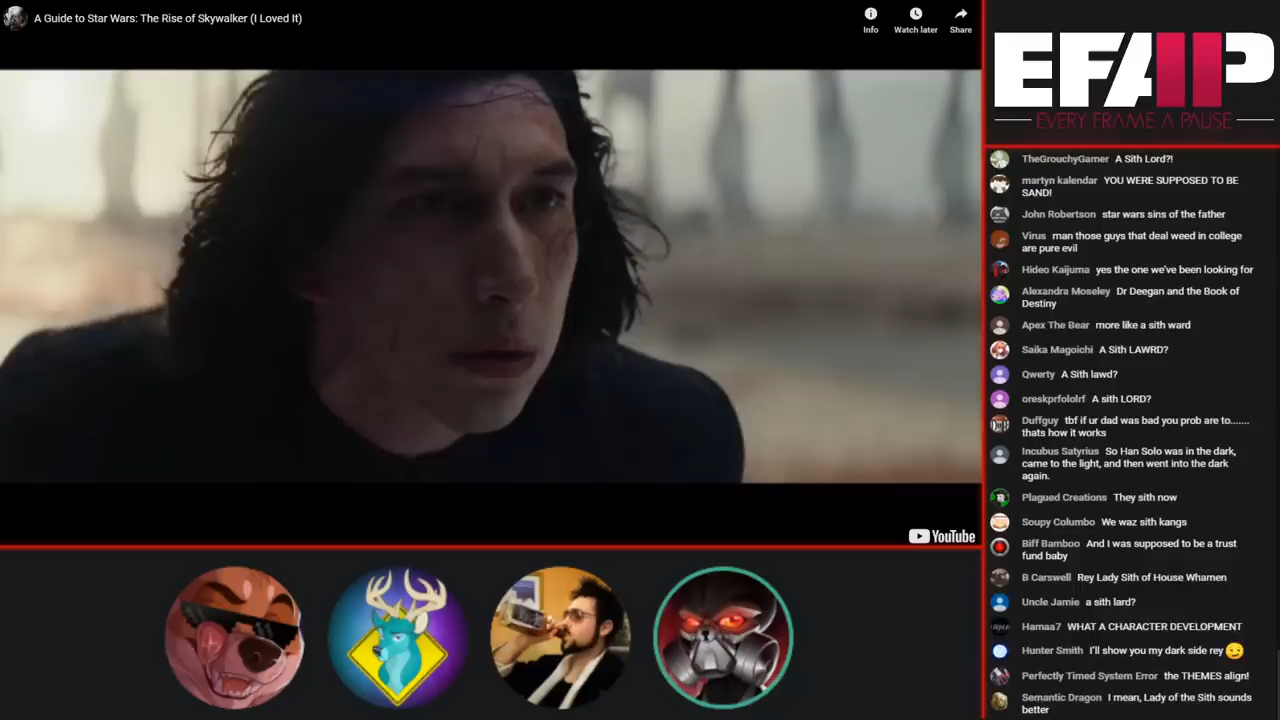 A Guide to Star Wars: The Rise of Skywalker (I Loved It)
Info
Watch later
Share
EFAP
EVERY FRAME A PAUSE
TheGrouchyGamer A Sith Lord?!
martyn kalendar YOU WERE SUPPOSED TO BE
SAND!
John Robertson star wars sins of the father
Virus man those guys that deal weed in college
are pure evil
Hideo Kaijuma yes the one we've been looking for
Alexandra Moseley Dr Deegan and the Book of
Destiny
Apex The Bear more like a sith ward
Saika Magoichi A Sith LAWRD?
Qwerty A Sith lawd?
oreskprfololrf A sith LORD?
Duffguy tbf if ur dad was bad you prob are to.......
thats how it works
Incubus Satyrius So Han Solo was in the dark,
came to the light, and then went into the dark
again.
Plagued Creations They sith now
Soupy Columbo We waz sith kangs
Biff Bamboo And I was supposed to be a trust
fund baby
B Carswell Rey Lady Sith of House Whamen
Uncle Jamie a sith lard?
Hamaa7 WHAT A CHARACTER DEVELOPMENT
Hunter Smith I'll show you my dark side rey 😏
Perfectly Timed System Error the THEMES align!
Semantic Dragon I mean, Lady of the Sith sounds
better
YouTube